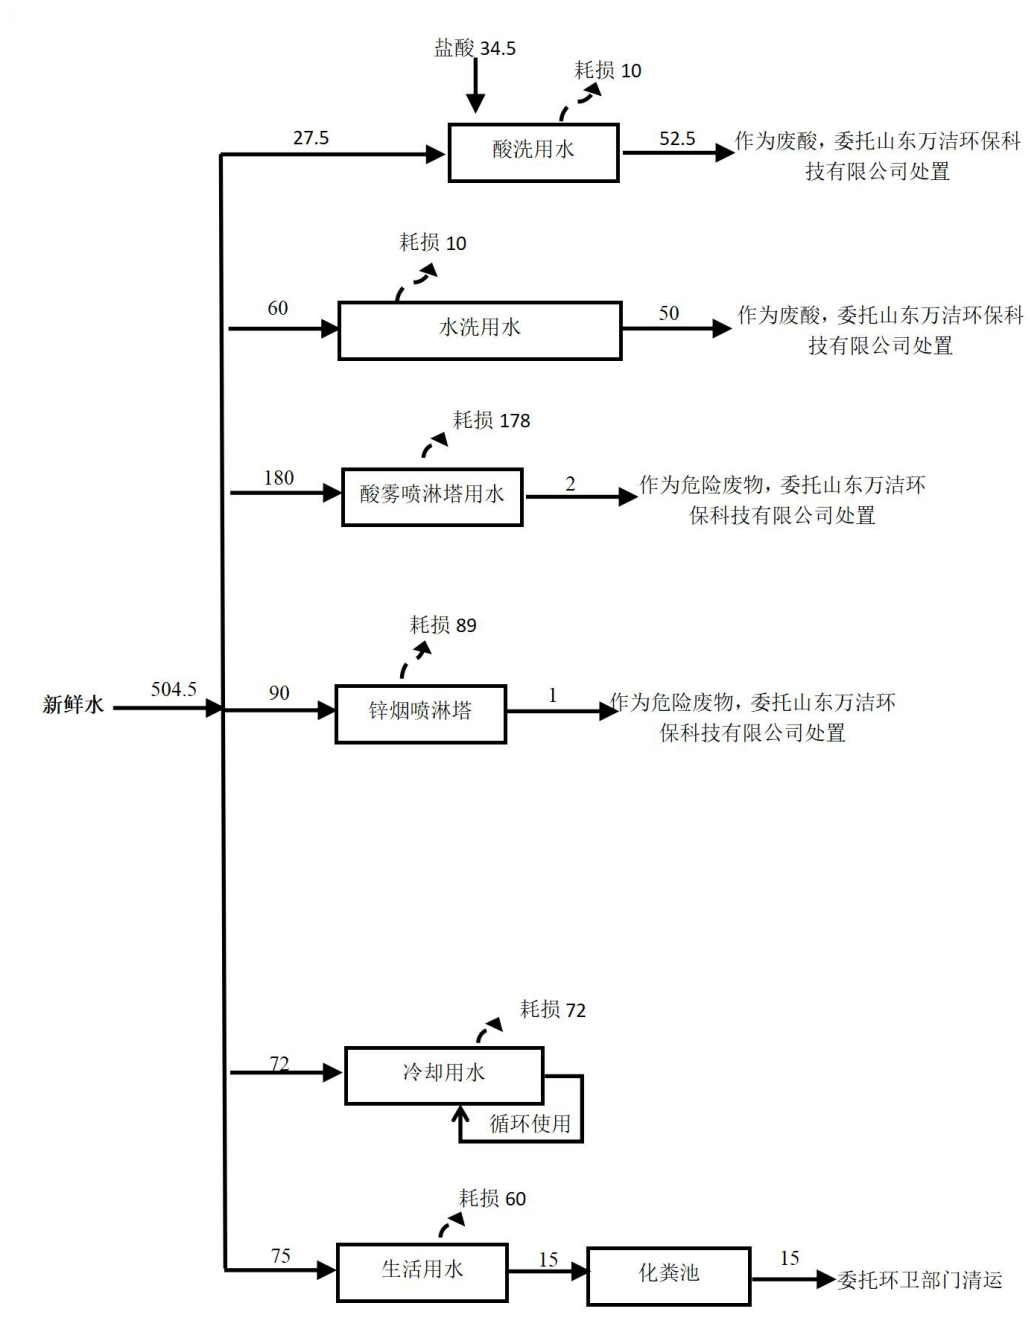 盐酸 34.5
耗损 10
27.5
酸洗用水
52.5
作为废酸，委托山东万洁环保科
技有限公司处置
耗损 10
60
水洗用水
50
作为废酸，委托山东万洁环保科
技有限公司处置
耗损 178
180
酸雾喷淋塔用水
2
作为危险废物，委托山东万洁环
保科技有限公司处置
耗损 89
新鲜水
504.5
90
锌烟喷淋塔
1
作为危险废物，委托山东万洁环
保科技有限公司处置
耗损 72
72
冷却用水
循环使用
耗损 60
75
生活用水
15
化粪池
15
委托环卫部门清运